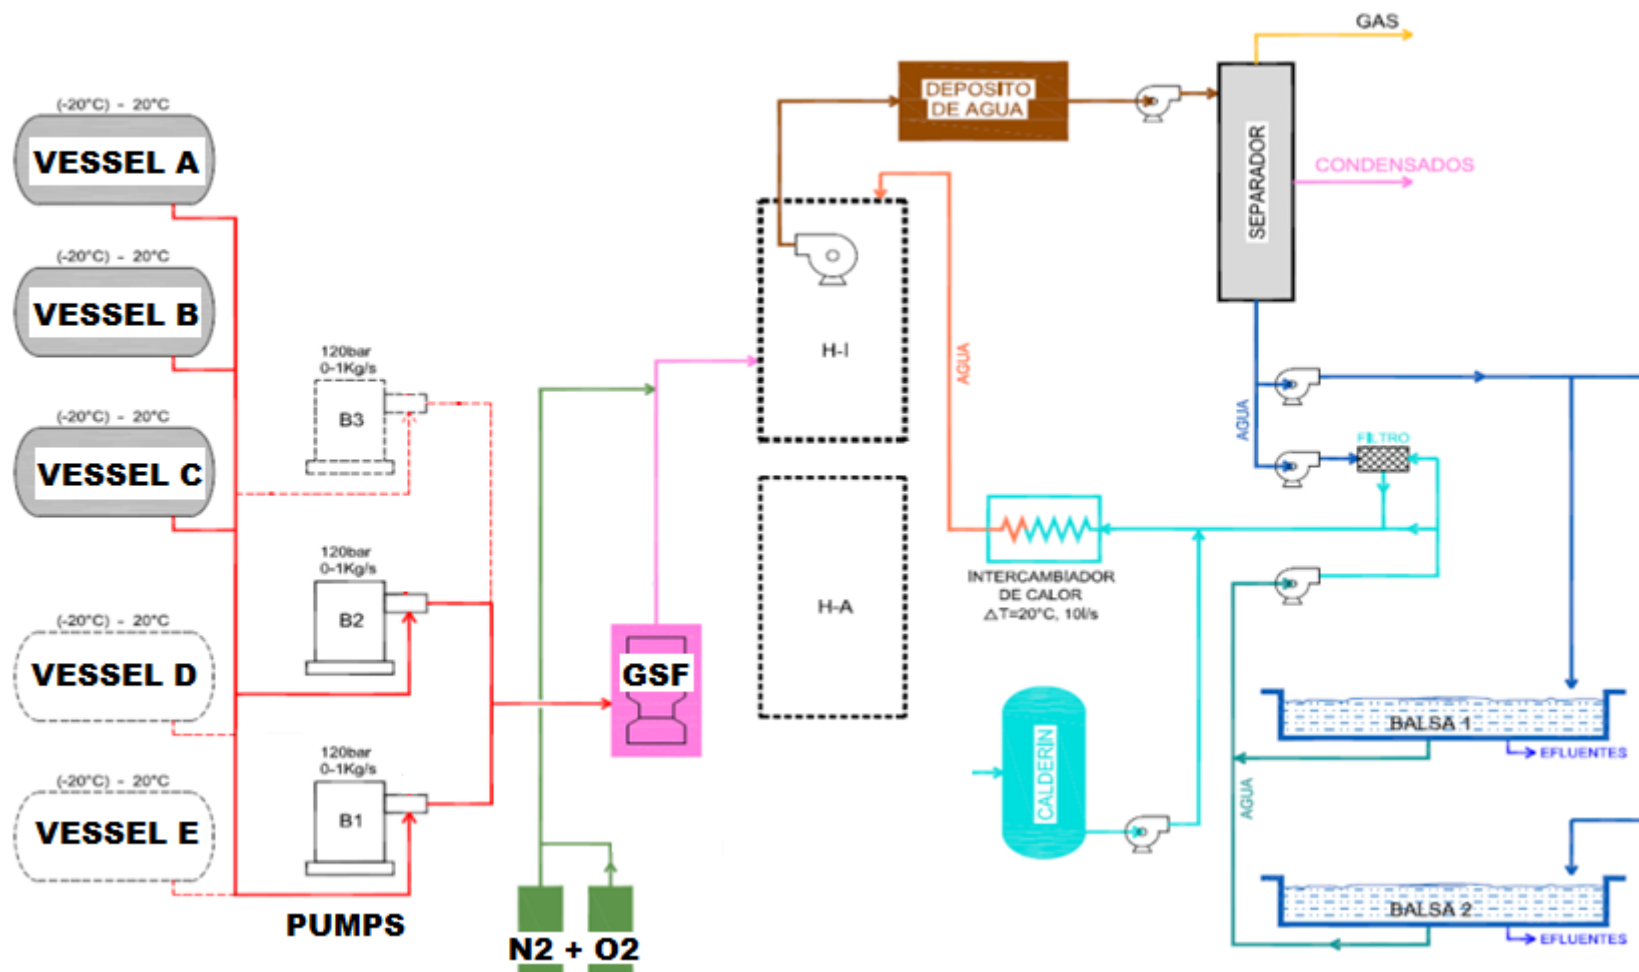 (-20°C) - 20°C
VESSEL A
(-20°C) - 20°C
VESSEL B
(-20°C) - 20°C
VESSEL C
(-20°C) - 20°C
VESSEL D
(-20°C) - 20°C
VESSEL E
120bar
0-1Kg/s
B3
120bar
0-1Kg/s
B2
120bar
0-1Kg/s
B1
PUMPS
N2 + O2
GSF
H-I
H-A
DEPOSITO
DE AGUA
AGUA
INTERCAMBIADOR
DE CALOR
△T=20°C, 10l/s
CALDERIN
GAS
SEPARADOR
CONDENSADOS
AGUA
FILTRO
BALSA 1
EFLUENTES
AGUA
BALSA 2
EFLUENTES